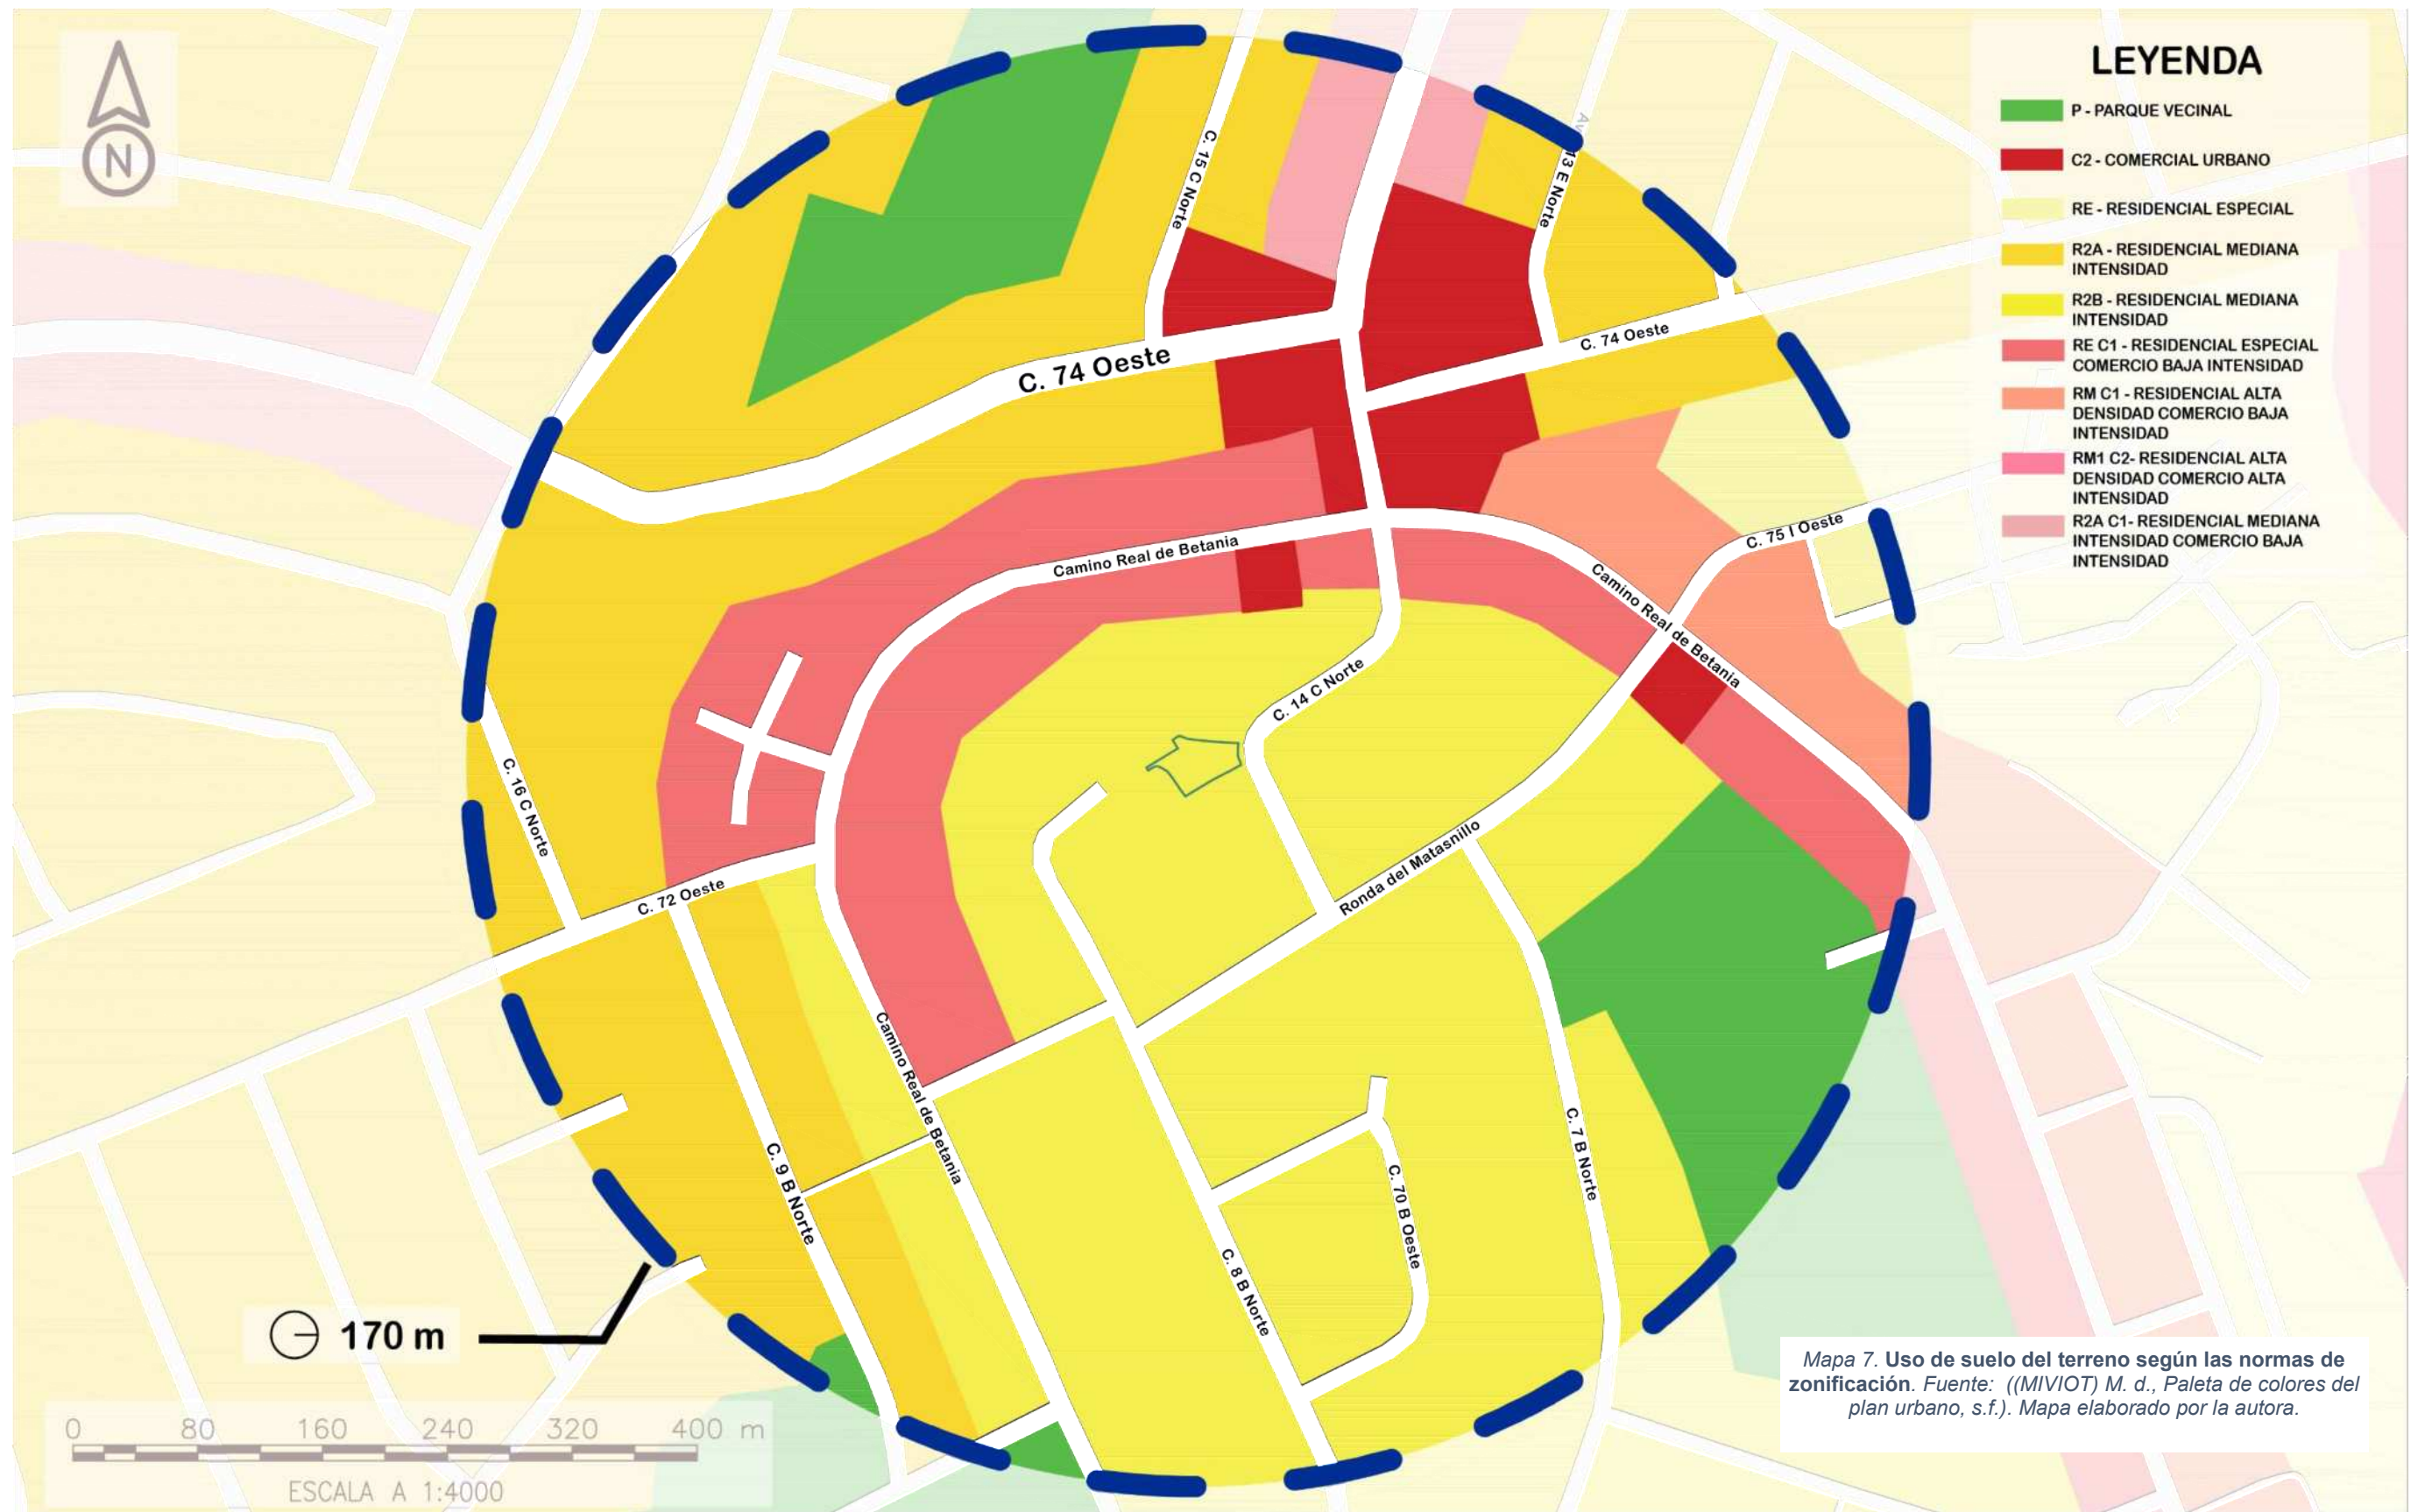 N
LEYENDA
P - PARQUE VECINAL
C2 - COMERCIAL URBANO
RE - RESIDENCIAL ESPECIAL
R2A - RESIDENCIAL MEDIANA
INTENSIDAD
R2B - RESIDENCIAL MEDIANA
INTENSIDAD
RE C1 - RESIDENCIAL ESPECIAL
COMERCIO BAJA INTENSIDAD
RM C1 - RESIDENCIAL ALTA
DENSIDAD COMERCIO BAJA
INTENSIDAD
RM1 C2- RESIDENCIAL ALTA
DENSIDAD COMERCIO ALTA
INTENSIDAD
R2A C1- RESIDENCIAL MEDIANA
INTENSIDAD COMERCIO BAJA
INTENSIDAD
C. 15 C Norte
Av 13 E Norte
C. 74 Oeste
C. 74 Oeste
C. 75 I Oeste
Camino Real de Betania
Camino Real de Betania
C. 14 C Norte
C. 16 C Norte
C. 72 Oeste
Ronda del Matasnillo
Camino Real de Betania
C. 9 B Norte
C. 7 B Norte
C. 70 B Oeste
C. 8 B Norte
170 m
0 80 160 240 320 400 m
ESCALA A 1:4000
Mapa 7. Uso de suelo del terreno según las normas de
zonificación. Fuente: ((MIVIOT) M. d., Paleta de colores del
plan urbano, s.f.). Mapa elaborado por la autora.